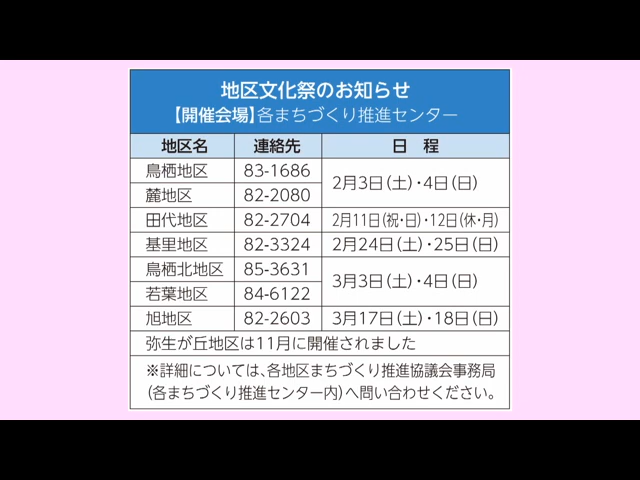 地区文化祭のお知らせ
【開催会場】各まちづくり推進センター
地区名 連絡先 日 程
鳥栖地区 83-1686 2月3日(土)・4日(日)
麓地区 82-2080
田代地区 82-2704 2月11日(祝・日)・12日(休・月)
基里地区 82-3324 2月24日(土)・25日(日)
鳥栖北地区 85-3631 3月3日(土)・4日(日)
若葉地区 84-6122
旭地区 82-2603 3月17日(土)・18日(日)
弥生が丘地区は11月に開催されました
※詳細については、各地区まちづくり推進協議会事務局
(各まちづくり推進センター内)へ問い合わせください。